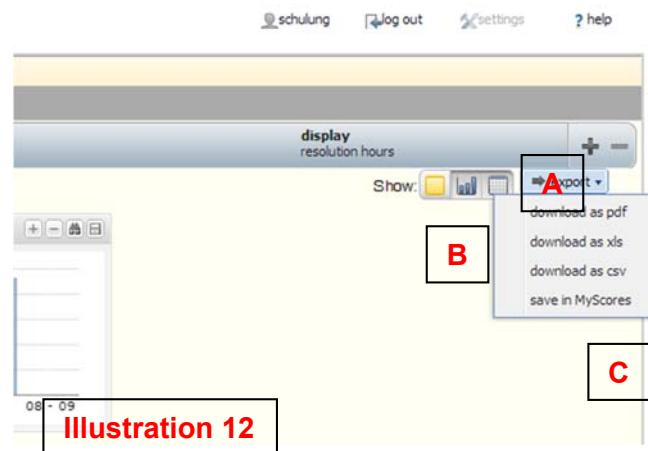 schulung log out settings ? help
display
resolution hours
Show: A export
download as pdf
B download as xls
download as csv
save in MyScores
C
08 - 09
Illustration 12